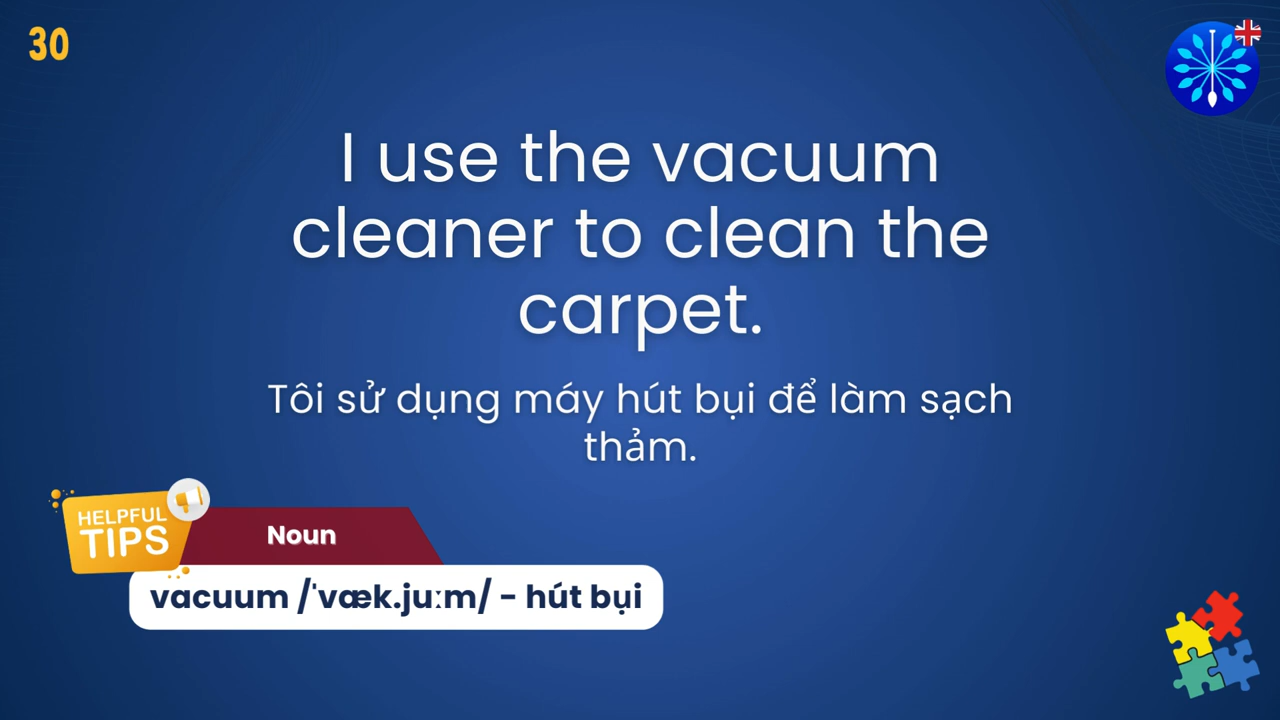 30
I use the vacuum
cleaner to clean the
carpet.
Tôi sử dụng máy hút bụi để làm sạch
thảm.
HELPFUL
TIPS
Noun
vacuum /ˈvæk.juːm/ - hút bụi